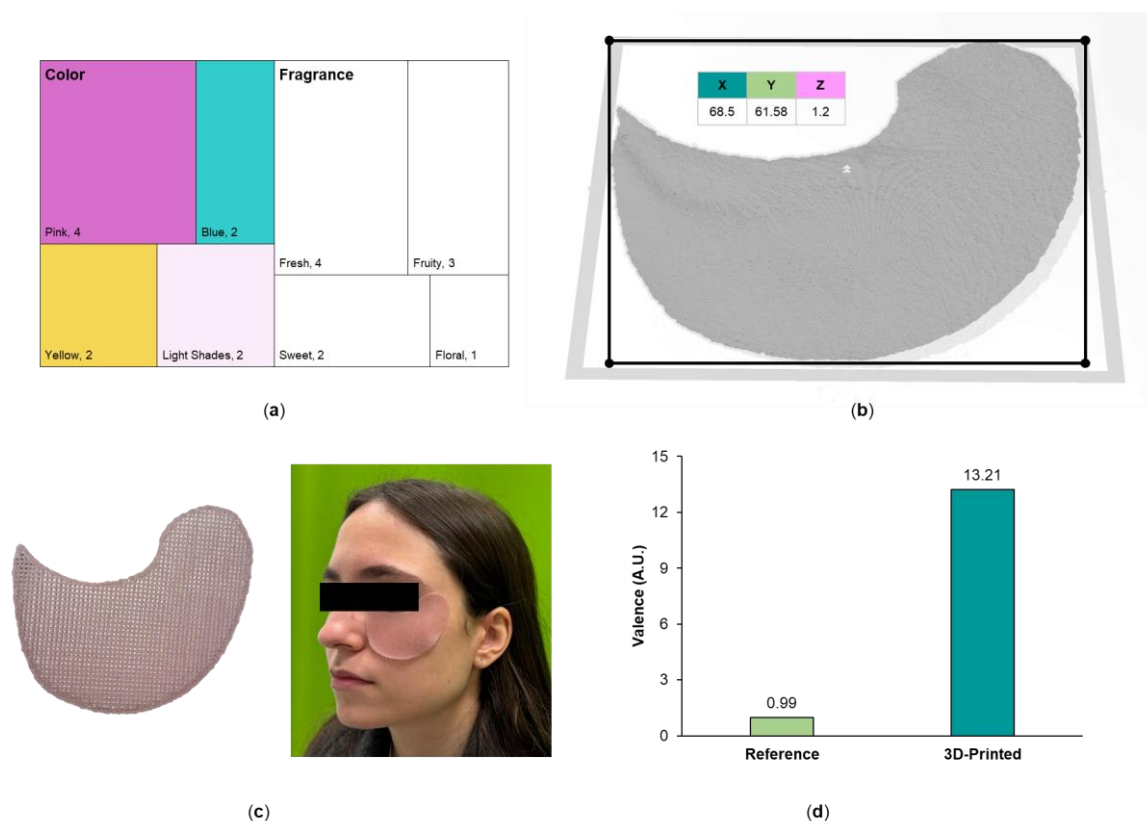 Color
Fragrance
Pink, 4
Blue, 2
Fresh, 4
Fruity, 3
Yellow, 2
Light Shades, 2
Sweet, 2
Floral, 1
(a)
X Y Z
68.5 61.58 1.2
(b)
(c)
Valence (A.U.)
15
12
9
6
3
0
0.99
13.21
Reference
3D-Printed
(d)